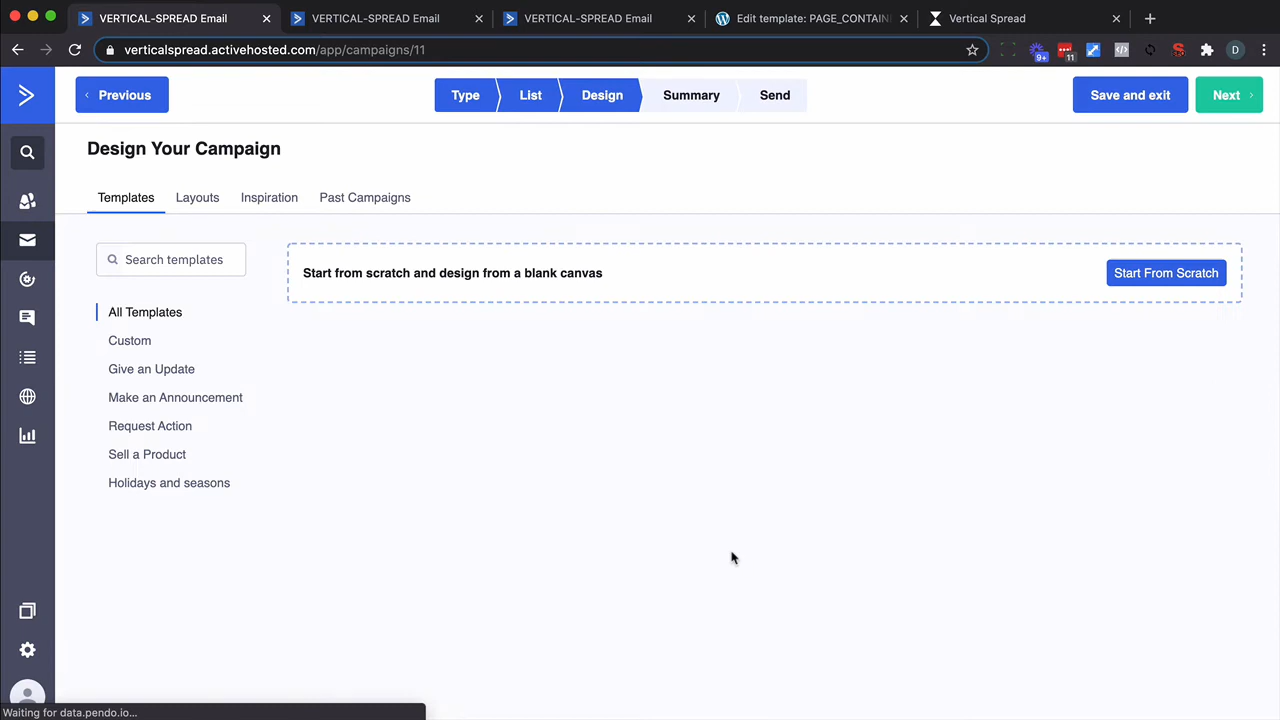 VERTICAL-SPREAD Email
VERTICAL-SPREAD Email
VERTICAL-SPREAD Email
Edit template: PAGE_CONTAIN
Vertical Spread
verticalspread.activehosted.com/app/campaigns/11
9+
11
D
Previous
Type
List
Design
Summary
Send
Save and exit
Next
Design Your Campaign
Templates
Layouts
Inspiration
Past Campaigns
Search templates
Start from scratch and design from a blank canvas
Start From Scratch
All Templates
Custom
Give an Update
Make an Announcement
Request Action
Sell a Product
Holidays and seasons
Waiting for data.pendo.io...